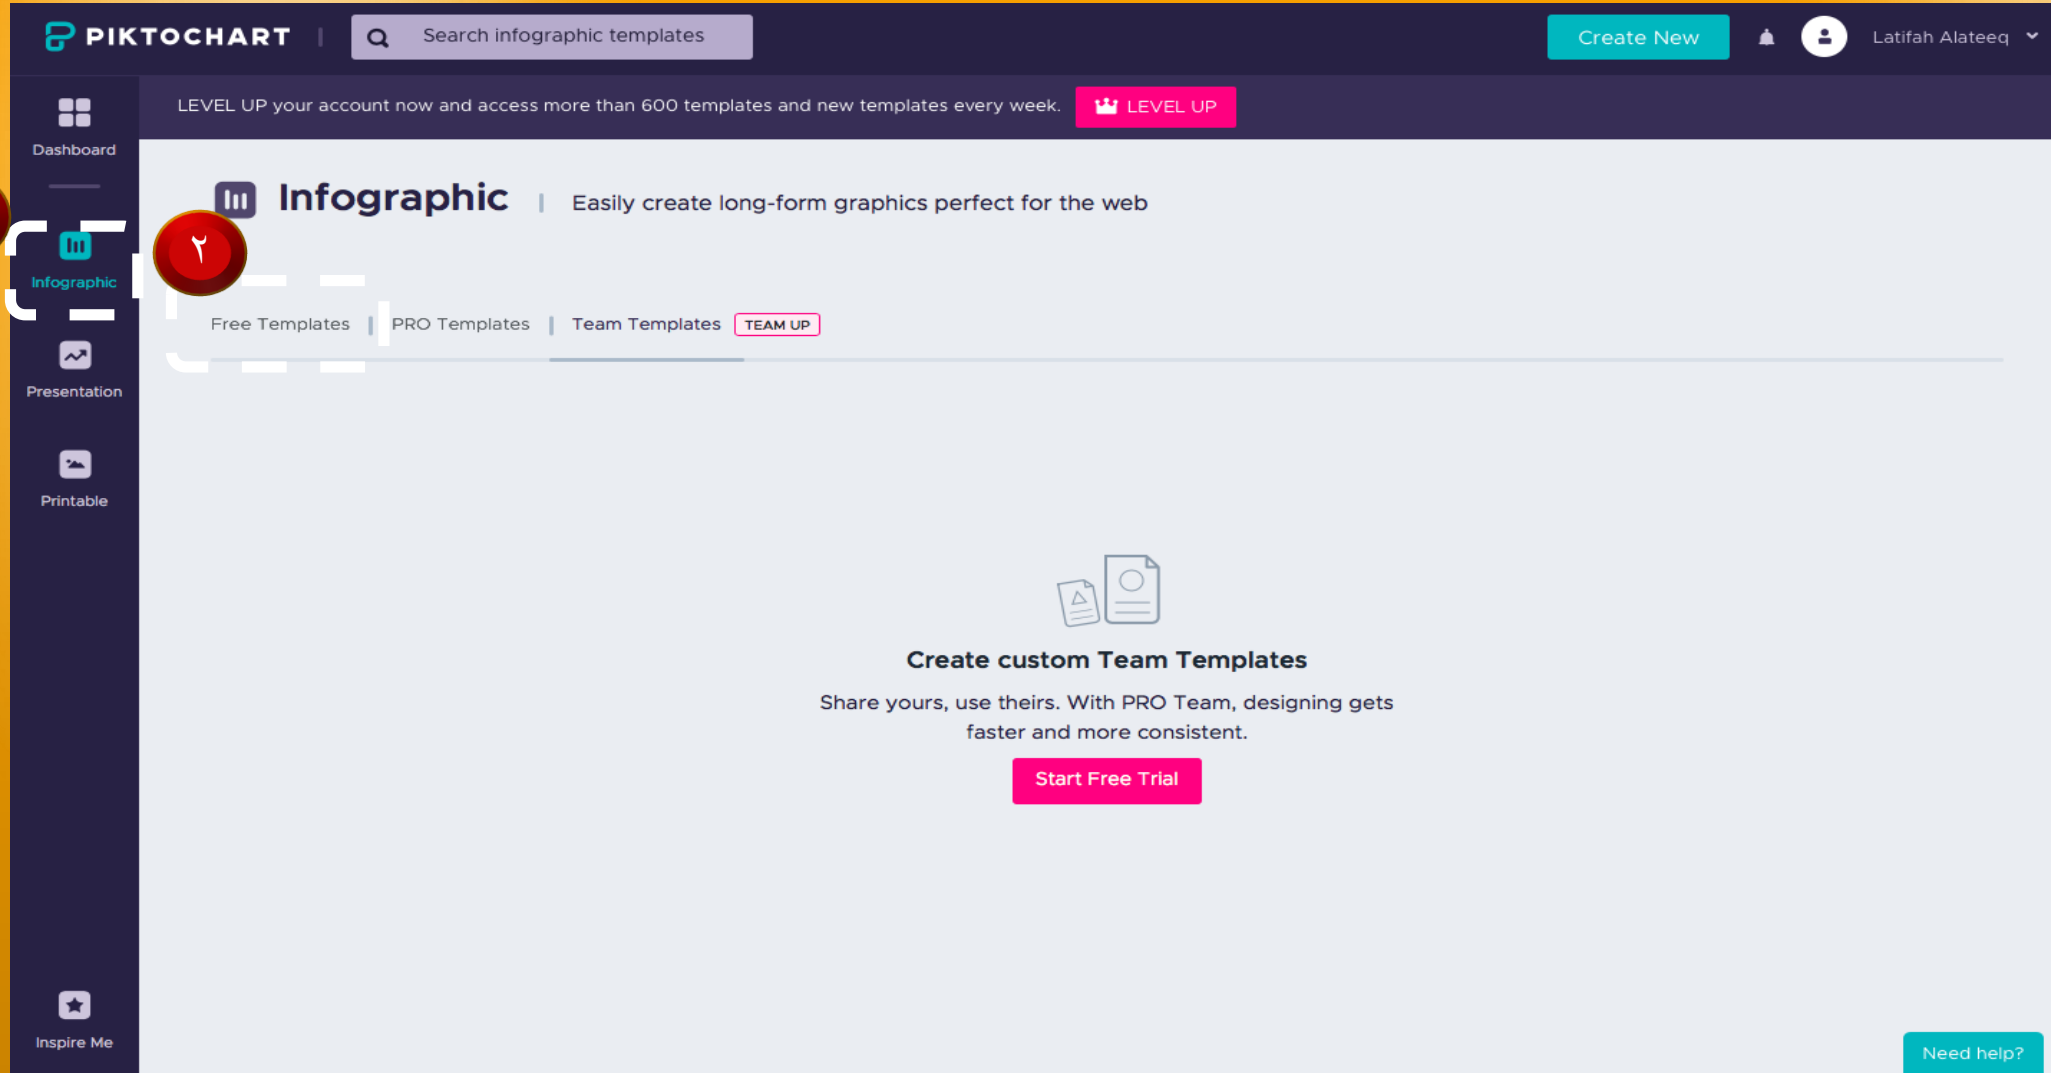 PIKTOCHART
Search infographic templates
Create New
Latifah Alateeq
LEVEL UP your account now and access more than 600 templates and new templates every week.
LEVEL UP
Dashboard
Infographic
Presentation
Printable
Inspire Me
Infographic | Easily create long-form graphics perfect for the web
٢
Free Templates | PRO Templates | Team Templates TEAM UP
Create custom Team Templates
Share yours, use theirs. With PRO Team, designing gets
faster and more consistent.
Start Free Trial
Need help?